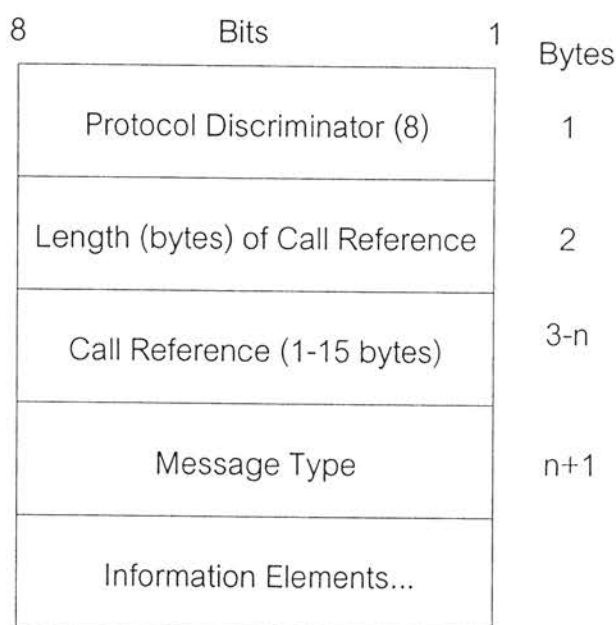 8 Bits 1 Bytes
Protocol Discriminator (8) 1
Length (bytes) of Call Reference 2
Call Reference (1-15 bytes) 3-n
Message Type n+1
Information Elements...